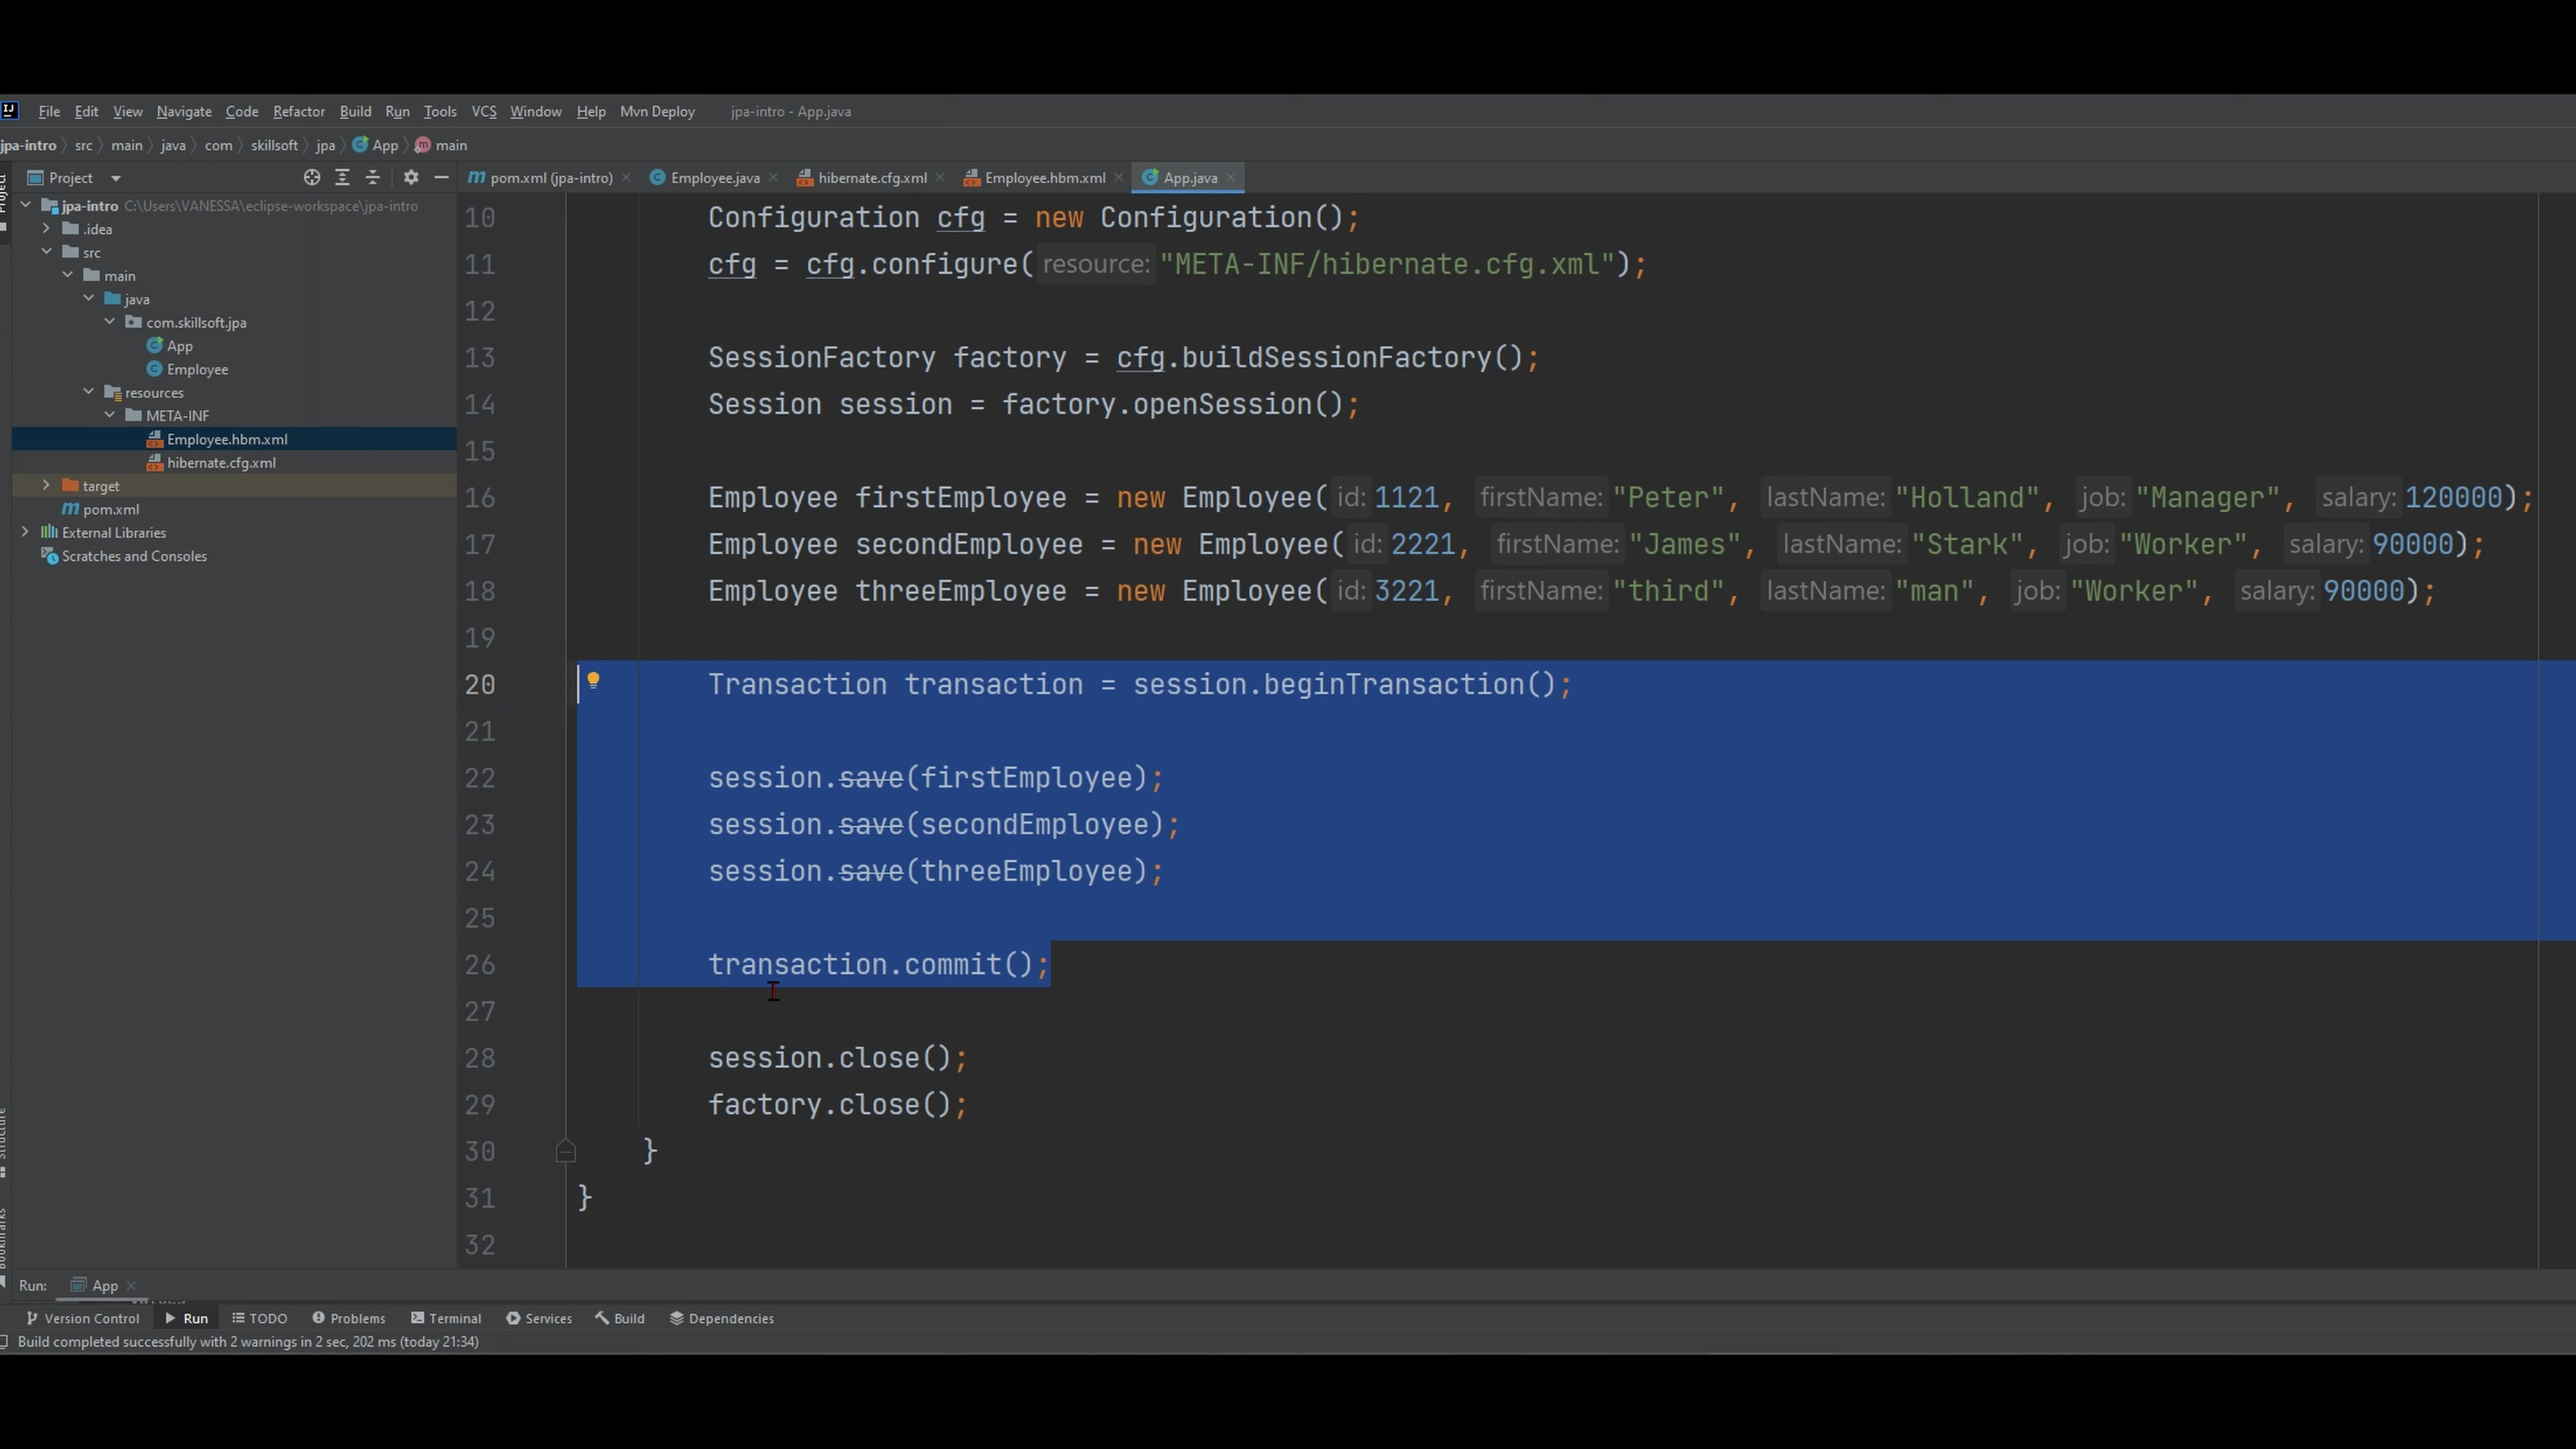 File Edit View Navigate Code Refactor Build Run Tools VCS Window Help Mvn Deploy jpa-intro - App.java
jpa-intro src main java com skillsoft jpa App main
Project
pom.xml (jpa-intro) Employee.java hibernate.cfg.xml Employee.hbm.xml App.java
jpa-intro C:\Users\VANESSA\eclipse-workspace\jpa-intro
.idea
src
main
java
com.skillsoft.jpa
App
Employee
resources
META-INF
Employee.hbm.xml
hibernate.cfg.xml
target
pom.xml
External Libraries
Scratches and Consoles
Project
Structure
10 Configuration cfg = new Configuration();
11 cfg = cfg.configure( resource: "META-INF/hibernate.cfg.xml");
12
13 SessionFactory factory = cfg.buildSessionFactory();
14 Session session = factory.openSession();
15
16 Employee firstEmployee = new Employee( id: 1121, firstName: "Peter", lastName: "Holland", job: "Manager", salary: 120000);
17 Employee secondEmployee = new Employee( id: 2221, firstName: "James", lastName: "Stark", job: "Worker", salary: 90000);
18 Employee threeEmployee = new Employee( id: 3221, firstName: "third", lastName: "man", job: "Worker", salary: 90000);
19
20 Transaction transaction = session.beginTransaction();
21
22 session.save(firstEmployee);
23 session.save(secondEmployee);
24 session.save(threeEmployee);
25
26 transaction.commit();
27
28 session.close();
29 factory.close();
30 }
31 }
32
Run: App
Version Control Run TODO Problems Terminal Services Build Dependencies
Build completed successfully with 2 warnings in 2 sec, 202 ms (today 21:34)